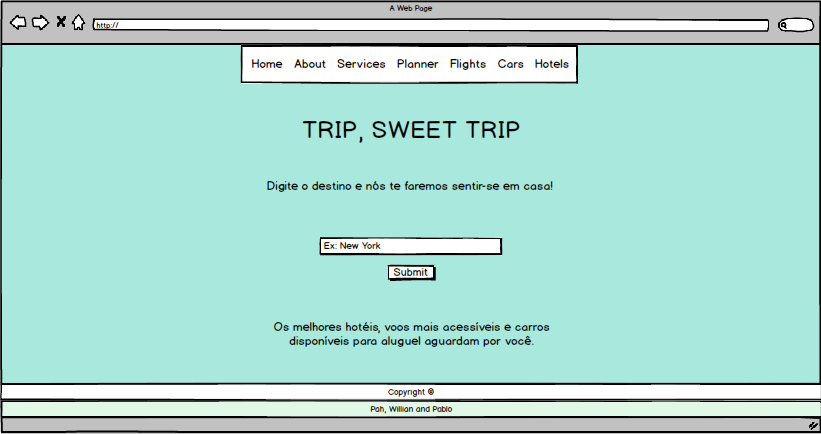 A Web Page
http://
Home About Services Planner Flights Cars Hotels
TRIP, SWEET TRIP
Digite o destino e nós te faremos sentir-se em casa!
Ex: New York
Submit
Os melhores hotéis, voos mais acessíveis e carros
disponíveis para aluguel aguardam por você.
Copyright ©
Pah, Willian and Pablo